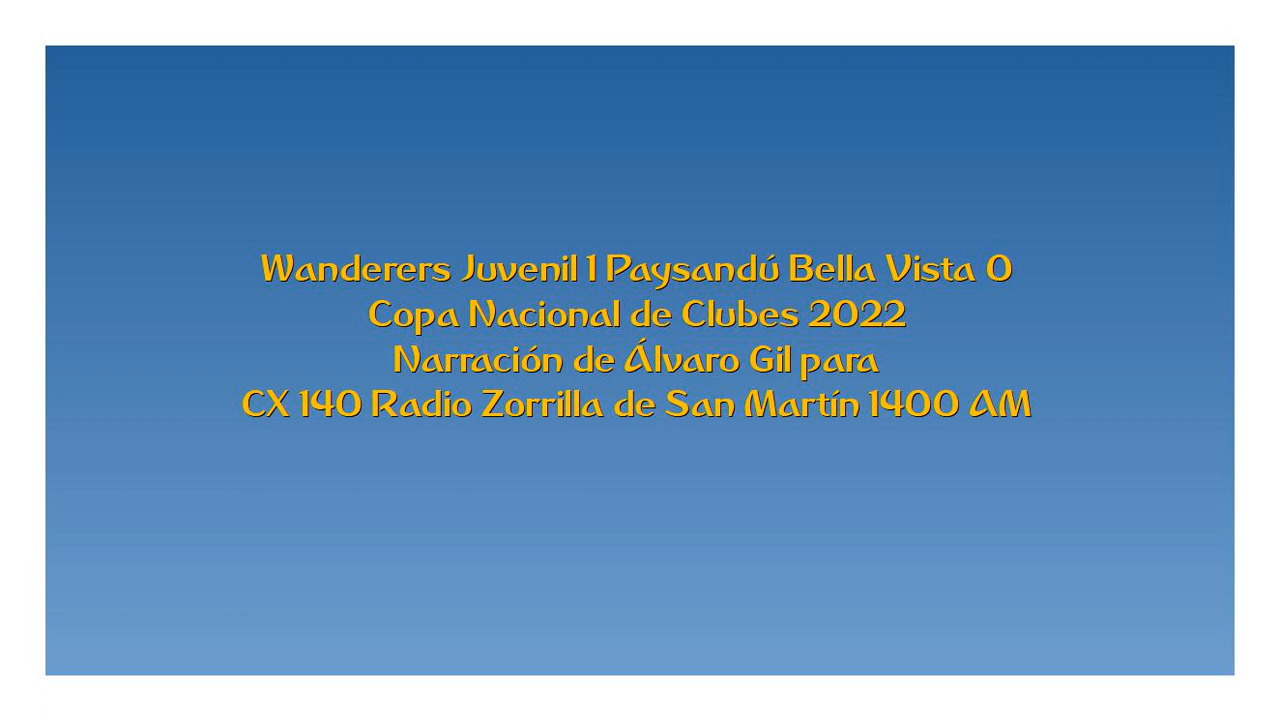 Wanderers Juvenil 1 Paysandú Bella Vista 0
Copa Nacional de Clubes 2022
Narración de Álvaro Gil para
CX 140 Radio Zorrilla de San Martín 1400 AM